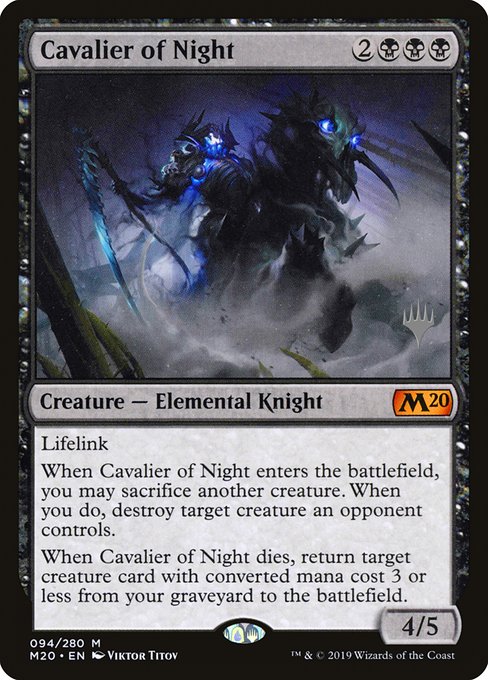 Cavalier of Night 2
Creature — Elemental Knight M20
Lifelink
When Cavalier of Night enters the battlefield,
you may sacrifice another creature. When
you do, destroy target creature an opponent
controls.
When Cavalier of Night dies, return target
creature card with converted mana cost 3 or
less from your graveyard to the battlefield.
4/5
094/280 M
M20 • EN Viktor Titov ™ & © 2019 Wizards of the Coast